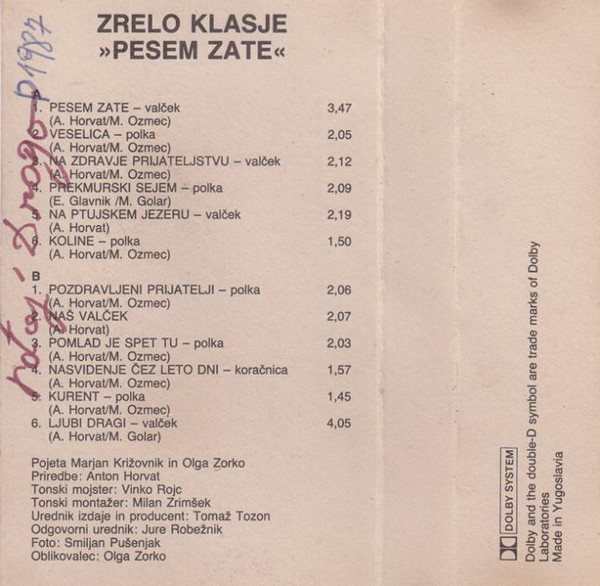 ZRELO KLASJE
»PESEM ZATE«
A
1. PESEM ZATE – valček 3,47
(A. Horvat/M. Ozmec)
2. VESELICA – polka 2,05
(A. Horvat/M. Ozmec)
3. NA ZDRAVJE PRIJATELJSTVU – valček 2,12
(A. Horvat/M. Ozmec)
4. PREKMURSKI SEJEM – polka 2,09
(E. Glavnik /M. Golar)
5. NA PTUJSKEM JEZERU – valček 2,19
(A. Horvat)
6. KOLINE – polka 1,50
(A. Horvat/M. Ozmec)
B
1. POZDRAVLJENI PRIJATELJI – polka 2,06
(A. Horvat/M. Ozmec)
2. NAŠ VALČEK 2,07
(A. Horvat)
3. POMLAD JE SPET TU – polka 2,03
(A. Horvat/M. Ozmec)
4. NASVIDENJE ČEZ LETO DNI – koračnica 1,57
(A. Horvat/M. Ozmec)
5. KURENT – polka 1,45
(A. Horvat/M. Ozmec)
6. LJUBI DRAGI – valček 4,05
(A. Horvat/M. Golar)
Pojeta Marjan Križovnik in Olga Zorko
Priredbe: Anton Horvat
Tonski mojster: Vinko Rojc
Tonski montažer: Milan Zrimšek
Urednik izdaje in producent: Tomaž Tozon
Odgovorni urednik: Jure Robežnik
Foto: Smiljan Pušenjak
Oblikovalec: Olga Zorko
Drago
DOLBY SYSTEM
Dolby and the double-D symbol are trade marks of Dolby
Laboratories
Made in Yugoslavia